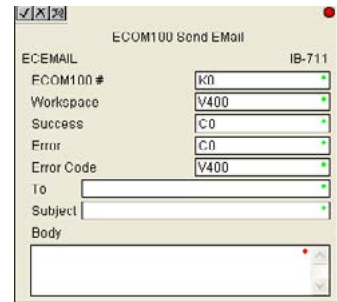 ECOM100 Send EMail
ECEMAIL IB-711
ECOM100 # K0
Workspace V400
Success C0
Error C0
Error Code V400
To
Subject
Body